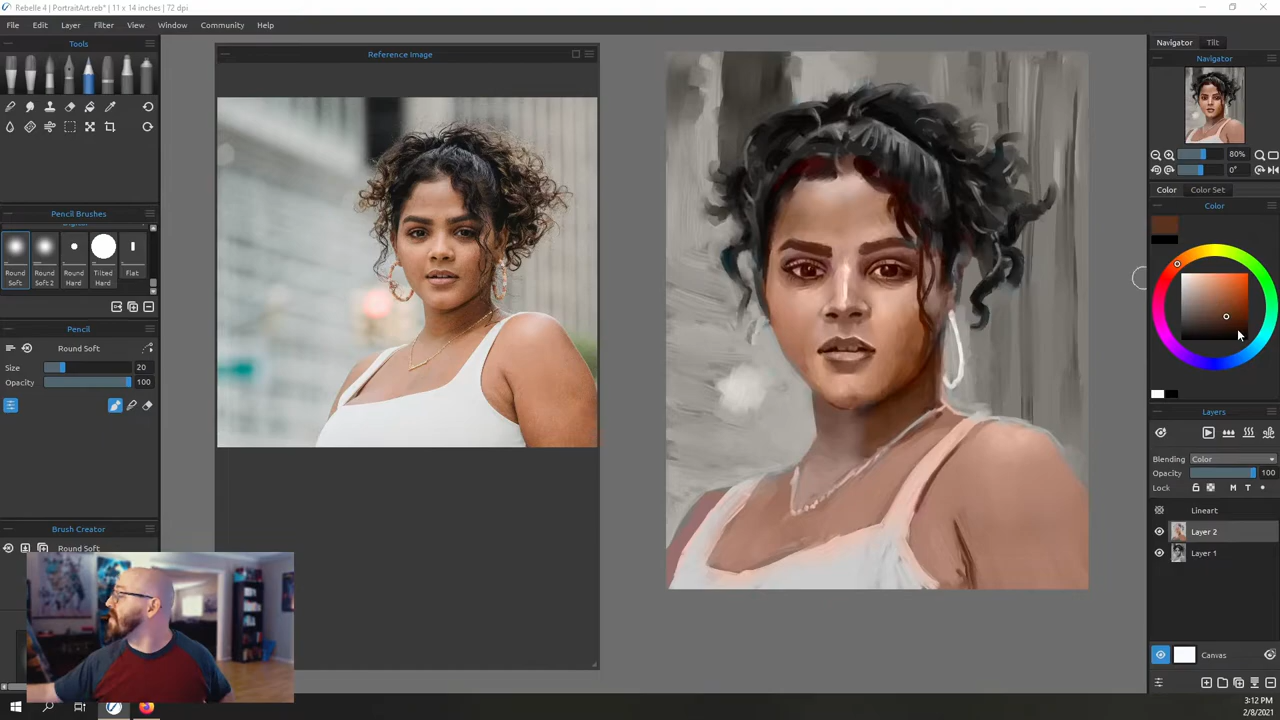 Rebelle 4 | PortraitArt.reb* | 11 x 14 inches | 72 dpi
File Edit Layer Filter View Window Community Help
Tools
Pencil Brushes
Round Soft
Round Soft 2
Round Hard
Tilted Hard
Flat
Pencil
Round Soft
Size 20
Opacity 100
Brush Creator
Round Soft
Reference Image
Navigator Tilt
Navigator
80%
0°
Color Color Set
Color
Layers
Blending Color
Opacity 100
Lock M T
Lineart
Layer 2
Layer 1
Canvas
3:12 PM
2/8/2021